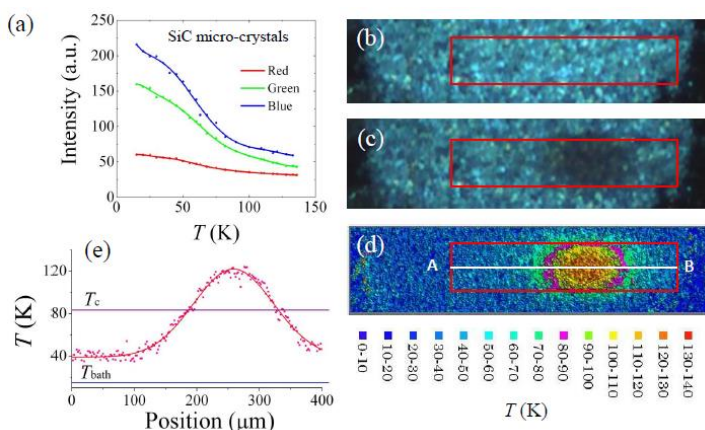 (a)
SiC micro-crystals
Red
Green
Blue
Intensity (a.u.)
250
200
150
100
50
0
0 50 100 150
T (K)
(b)
(c)
(d)
A B
0-10
10-20
20-30
30-40
40-50
50-60
60-70
70-80
80-90
90-100
100-110
110-120
120-130
130-140
T (K)
(e)
T (K)
120
80
40
0
Tc
Tbath
0 100 200 300 400
Position (μm)